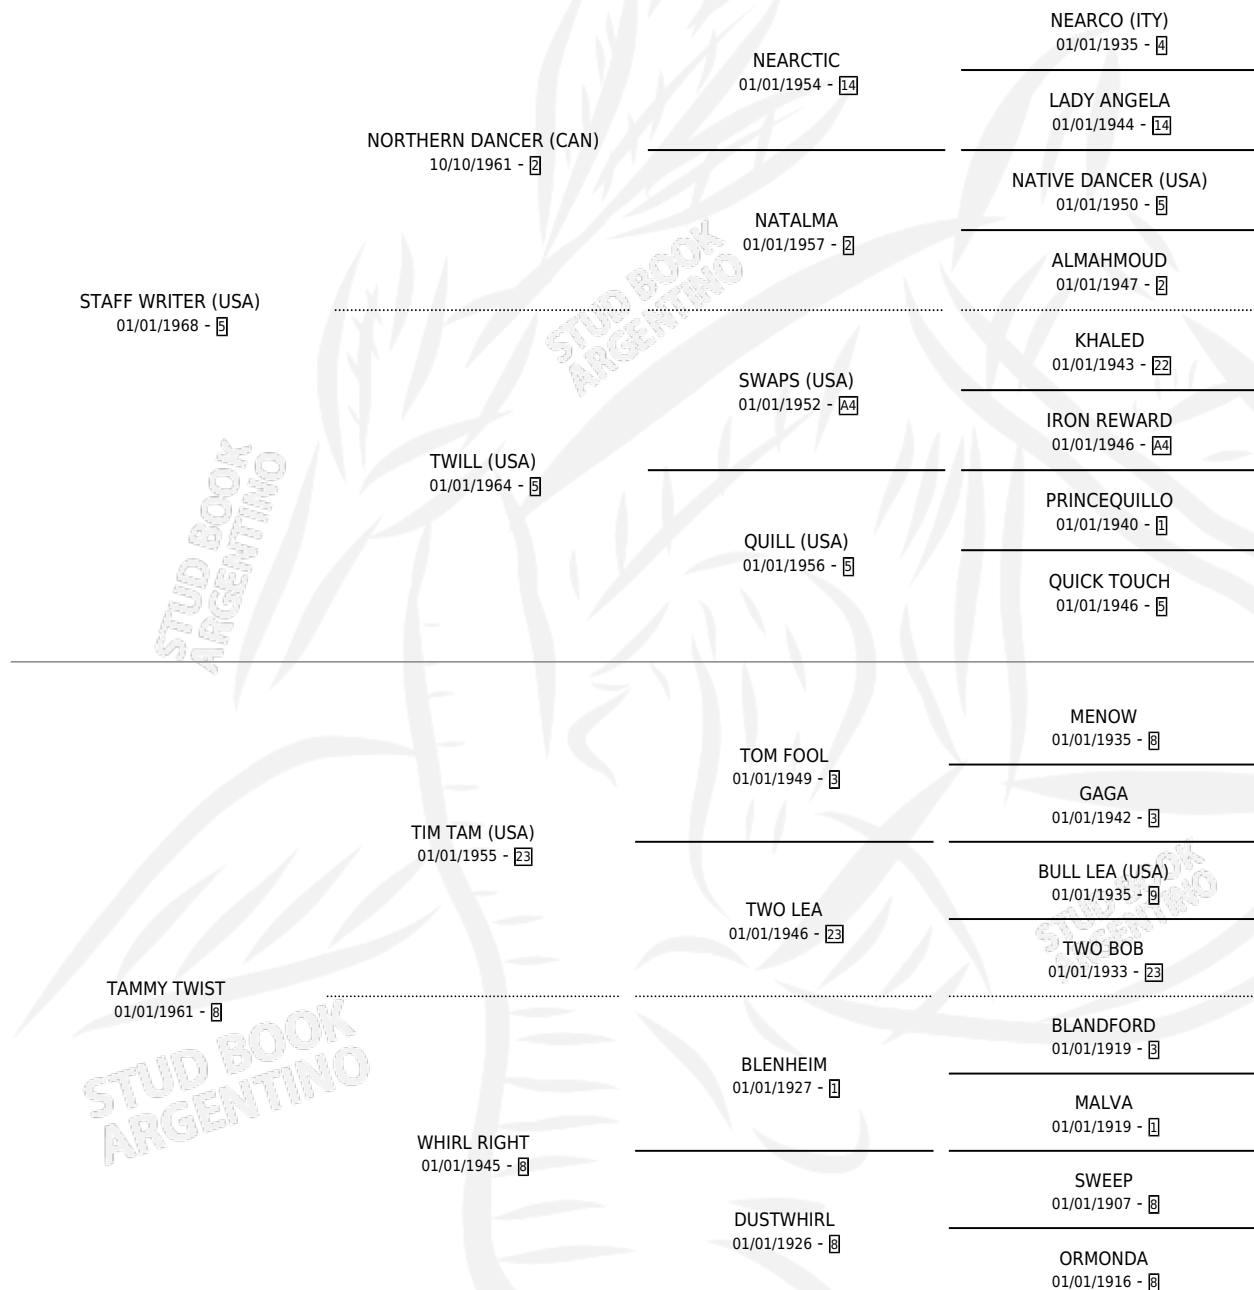 NEARCO (ITY)
01/01/1935 - 4
NEARCTIC
01/01/1954 - 14
LADY ANGELA
01/01/1944 - 14
NORTHERN DANCER (CAN)
10/10/1961 - 2
NATIVE DANCER (USA)
01/01/1950 - 5
NATALMA
01/01/1957 - 2
ALMAHMOUD
01/01/1947 - 2
STAFF WRITER (USA)
01/01/1968 - 5
STUD BOOK
ARGENTINO
KHALED
01/01/1943 - 22
SWAPS (USA)
01/01/1952 - A4
IRON REWARD
01/01/1946 - A4
TWILL (USA)
01/01/1964 - 5
PRINCEQUILLO
01/01/1940 - 1
QUILL (USA)
01/01/1956 - 5
QUICK TOUCH
01/01/1946 - 5
STUD BOOK
ARGENTINO
MENOW
01/01/1935 - 8
TOM FOOL
01/01/1949 - 3
GAGA
01/01/1942 - 3
TIM TAM (USA)
01/01/1955 - 23
BULL LEA (USA)
01/01/1935 - 9
TWO LEA
01/01/1946 - 23
STUD BOOK
ARGENTINO
TWO BOB
01/01/1933 - 23
TAMMY TWIST
01/01/1961 - 8
STUD BOOK
ARGENTINO
BLANDFORD
01/01/1919 - 3
BLENHEIM
01/01/1927 - 1
MALVA
01/01/1919 - 1
WHIRL RIGHT
01/01/1945 - 8
SWEEP
01/01/1907 - 8
DUSTWHIRL
01/01/1926 - 8
ORMONDA
01/01/1916 - 8